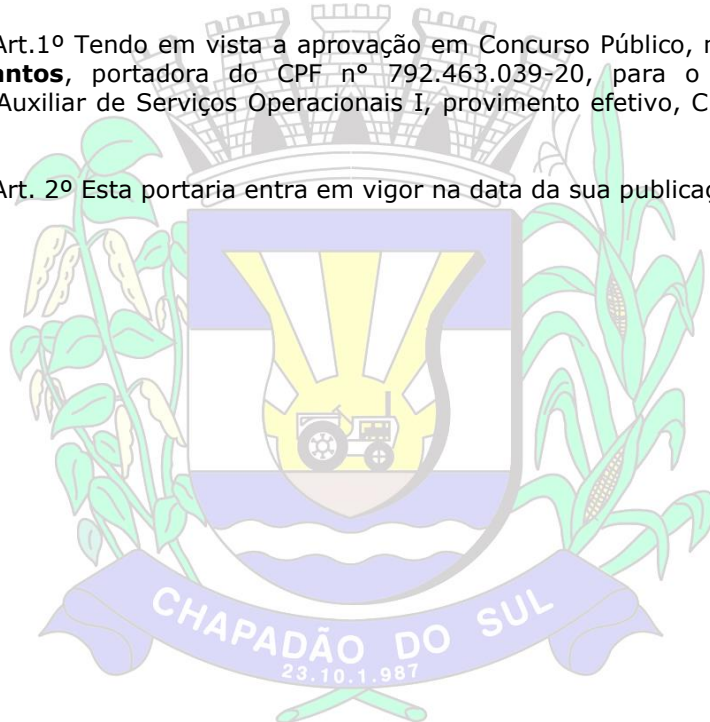 Art.1º Tendo em vista a aprovação em Concurso Público,
antos, portadora do CPF nº 792.463.039-20, para o
Auxiliar de Serviços Operacionais I, provimento efetivo, C
Art. 2º Esta portaria entra em vigor na data da sua
CHAPADÃO DO SUL
23.10.1.987